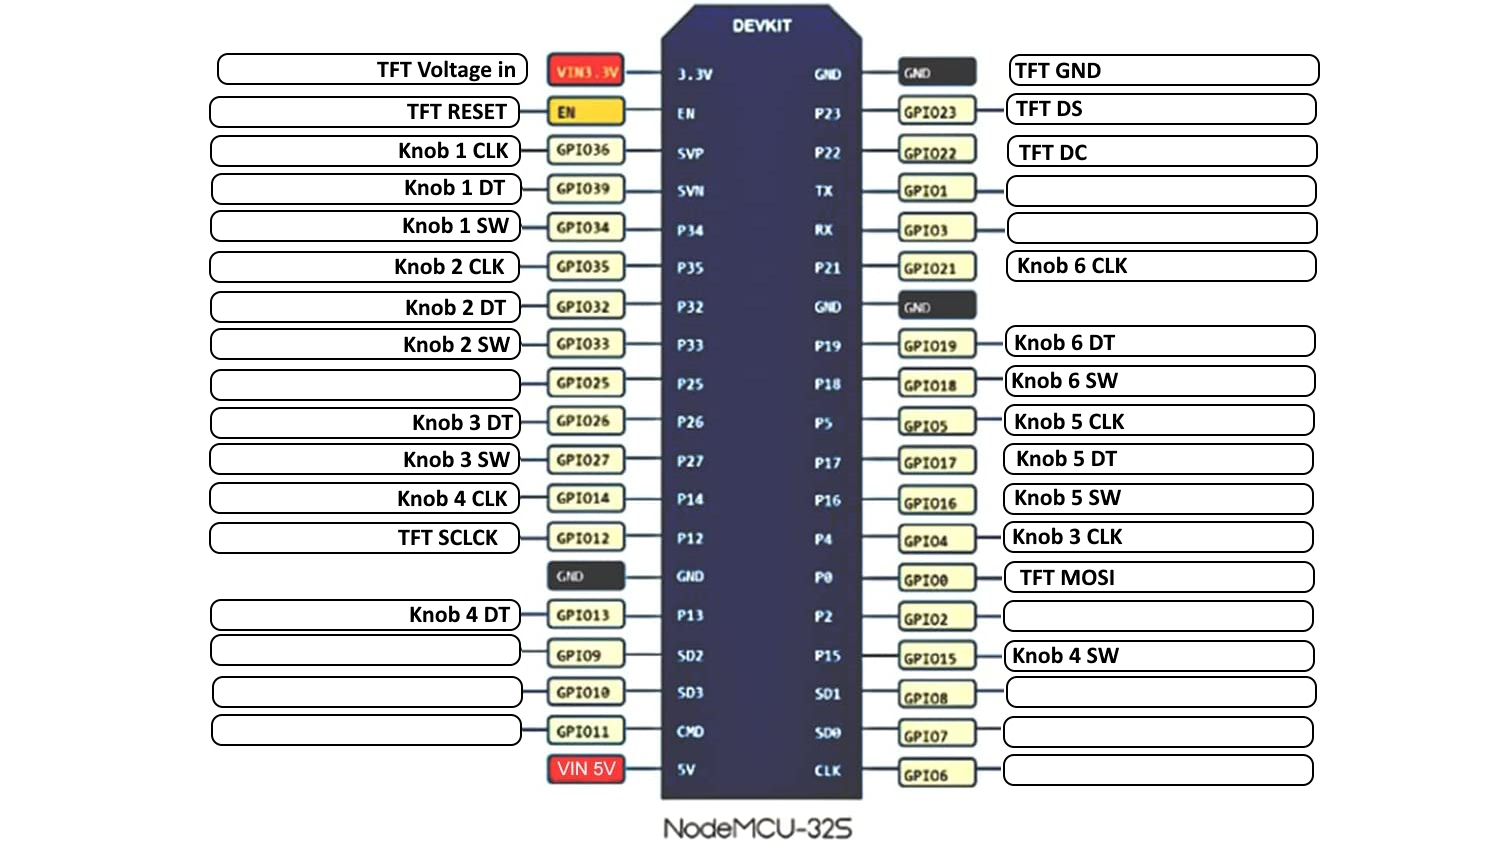 DEVKIT
TFT Voltage in VIN3.3V 3.3V GND GND TFT GND
TFT RESET EN EN P23 GPIO23 TFT DS
Knob 1 CLK GPIO36 SVP P22 GPIO22 TFT DC
Knob 1 DT GPIO39 SVN TX GPIO1
Knob 1 SW GPIO34 P34 RX GPIO3
Knob 2 CLK GPIO35 P35 P21 GPIO21 Knob 6 CLK
Knob 2 DT GPIO32 P32 GND GND
Knob 2 SW GPIO33 P33 P19 GPIO19 Knob 6 DT
GPIO25 P25 P18 GPIO18 Knob 6 SW
Knob 3 DT GPIO26 P26 P5 GPIO5 Knob 5 CLK
Knob 3 SW GPIO27 P27 P17 GPIO17 Knob 5 DT
Knob 4 CLK GPIO14 P14 P16 GPIO16 Knob 5 SW
TFT SCLCK GPIO12 P12 P4 GPIO4 Knob 3 CLK
GND GND P0 GPIO0 TFT MOSI
Knob 4 DT GPIO13 P13 P2 GPIO2
GPIO9 SD2 P15 GPIO15 Knob 4 SW
GPIO10 SD3 SD1 GPIO8
GPIO11 CMD SD0 GPIO7
VIN 5V 5V CLK GPIO6
NodeMCU-32S